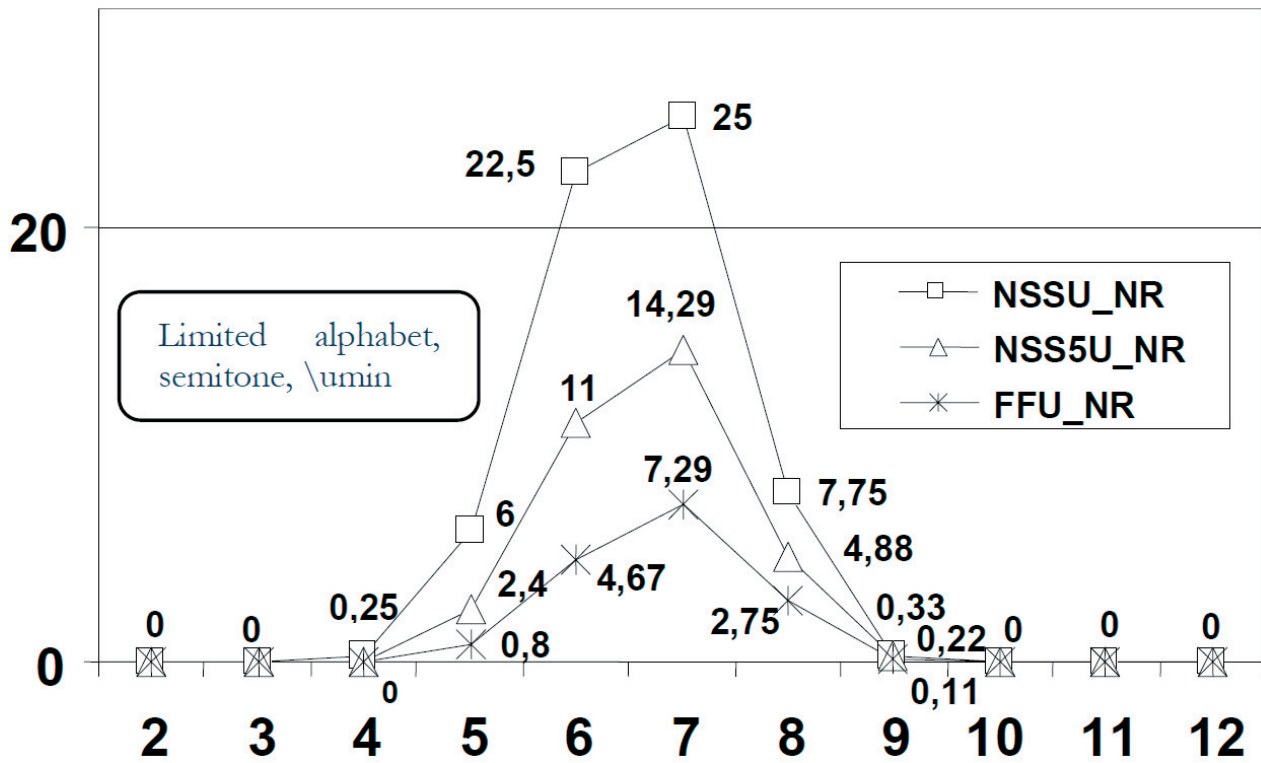 25
22,5
20
NSSU_NR
14,29
Limited alphabet,
semitone, \umin
NSS5U_NR
11
FFU_NR
7,29
6
7,75
4,88
4,67
2,4
0,25
2,75
0,33
0 0
0,8
0,22 0 0 0
0
0
0,11
2 3 4 5 6 7 8 9 10 11 12